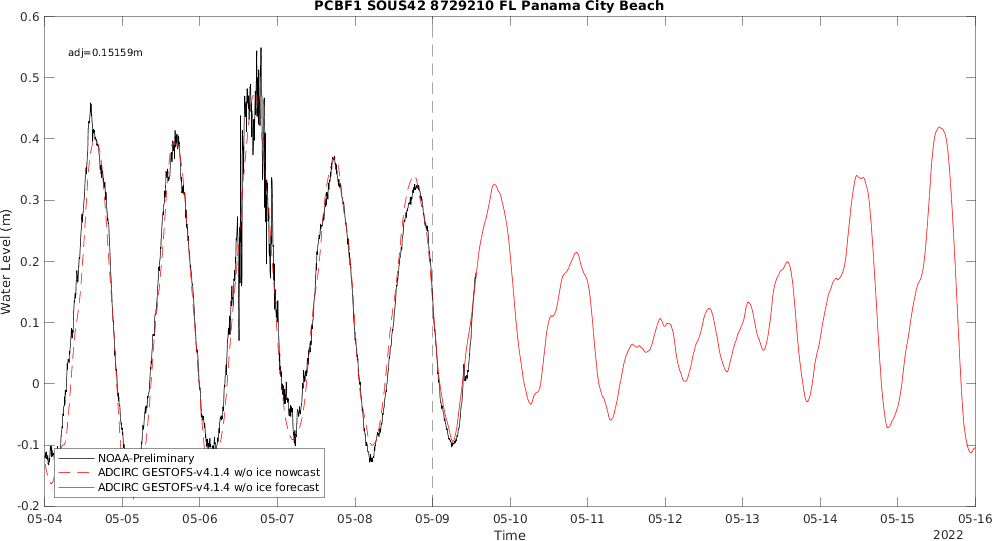 PCBF1 SOUS42 8729210 FL Panama City Beach
adj=0.15159m
0.6
0.5
0.4
0.3
0.2
0.1
0
-0.1
-0.2
Water Level (m)
NOAA-Preliminary
ADCIRC GESTOFS-v4.1.4 w/o ice nowcast
ADCIRC GESTOFS-v4.1.4 w/o ice forecast
05-04 05-05 05-06 05-07 05-08 05-09 05-10 05-11 05-12 05-13 05-14 05-15 05-16
Time
2022